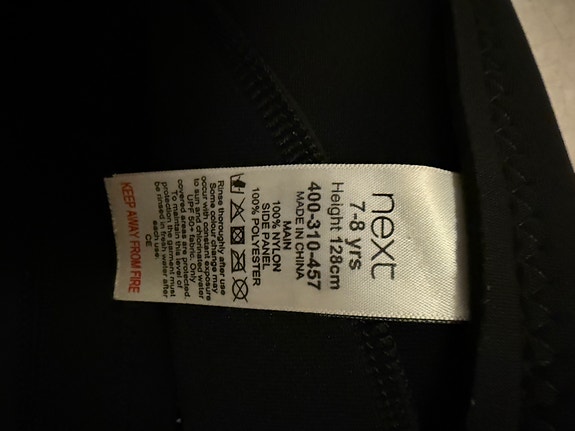 next
7-8 yrs
Height 128cm
400-310-457
MADE IN CHINA
MAIN
100% NYLON
SIDE PANEL
100% POLYESTER
Rinse thoroughly after use
Some colour change may
occur with constant exposure
to sun and chlorinated water
UPF 50+ fabric. Only
covered areas are protected.
To maintain this level of
protection the garment must
be rinsed in fresh water after
each use.
CE
KEEP AWAY FROM FIRE